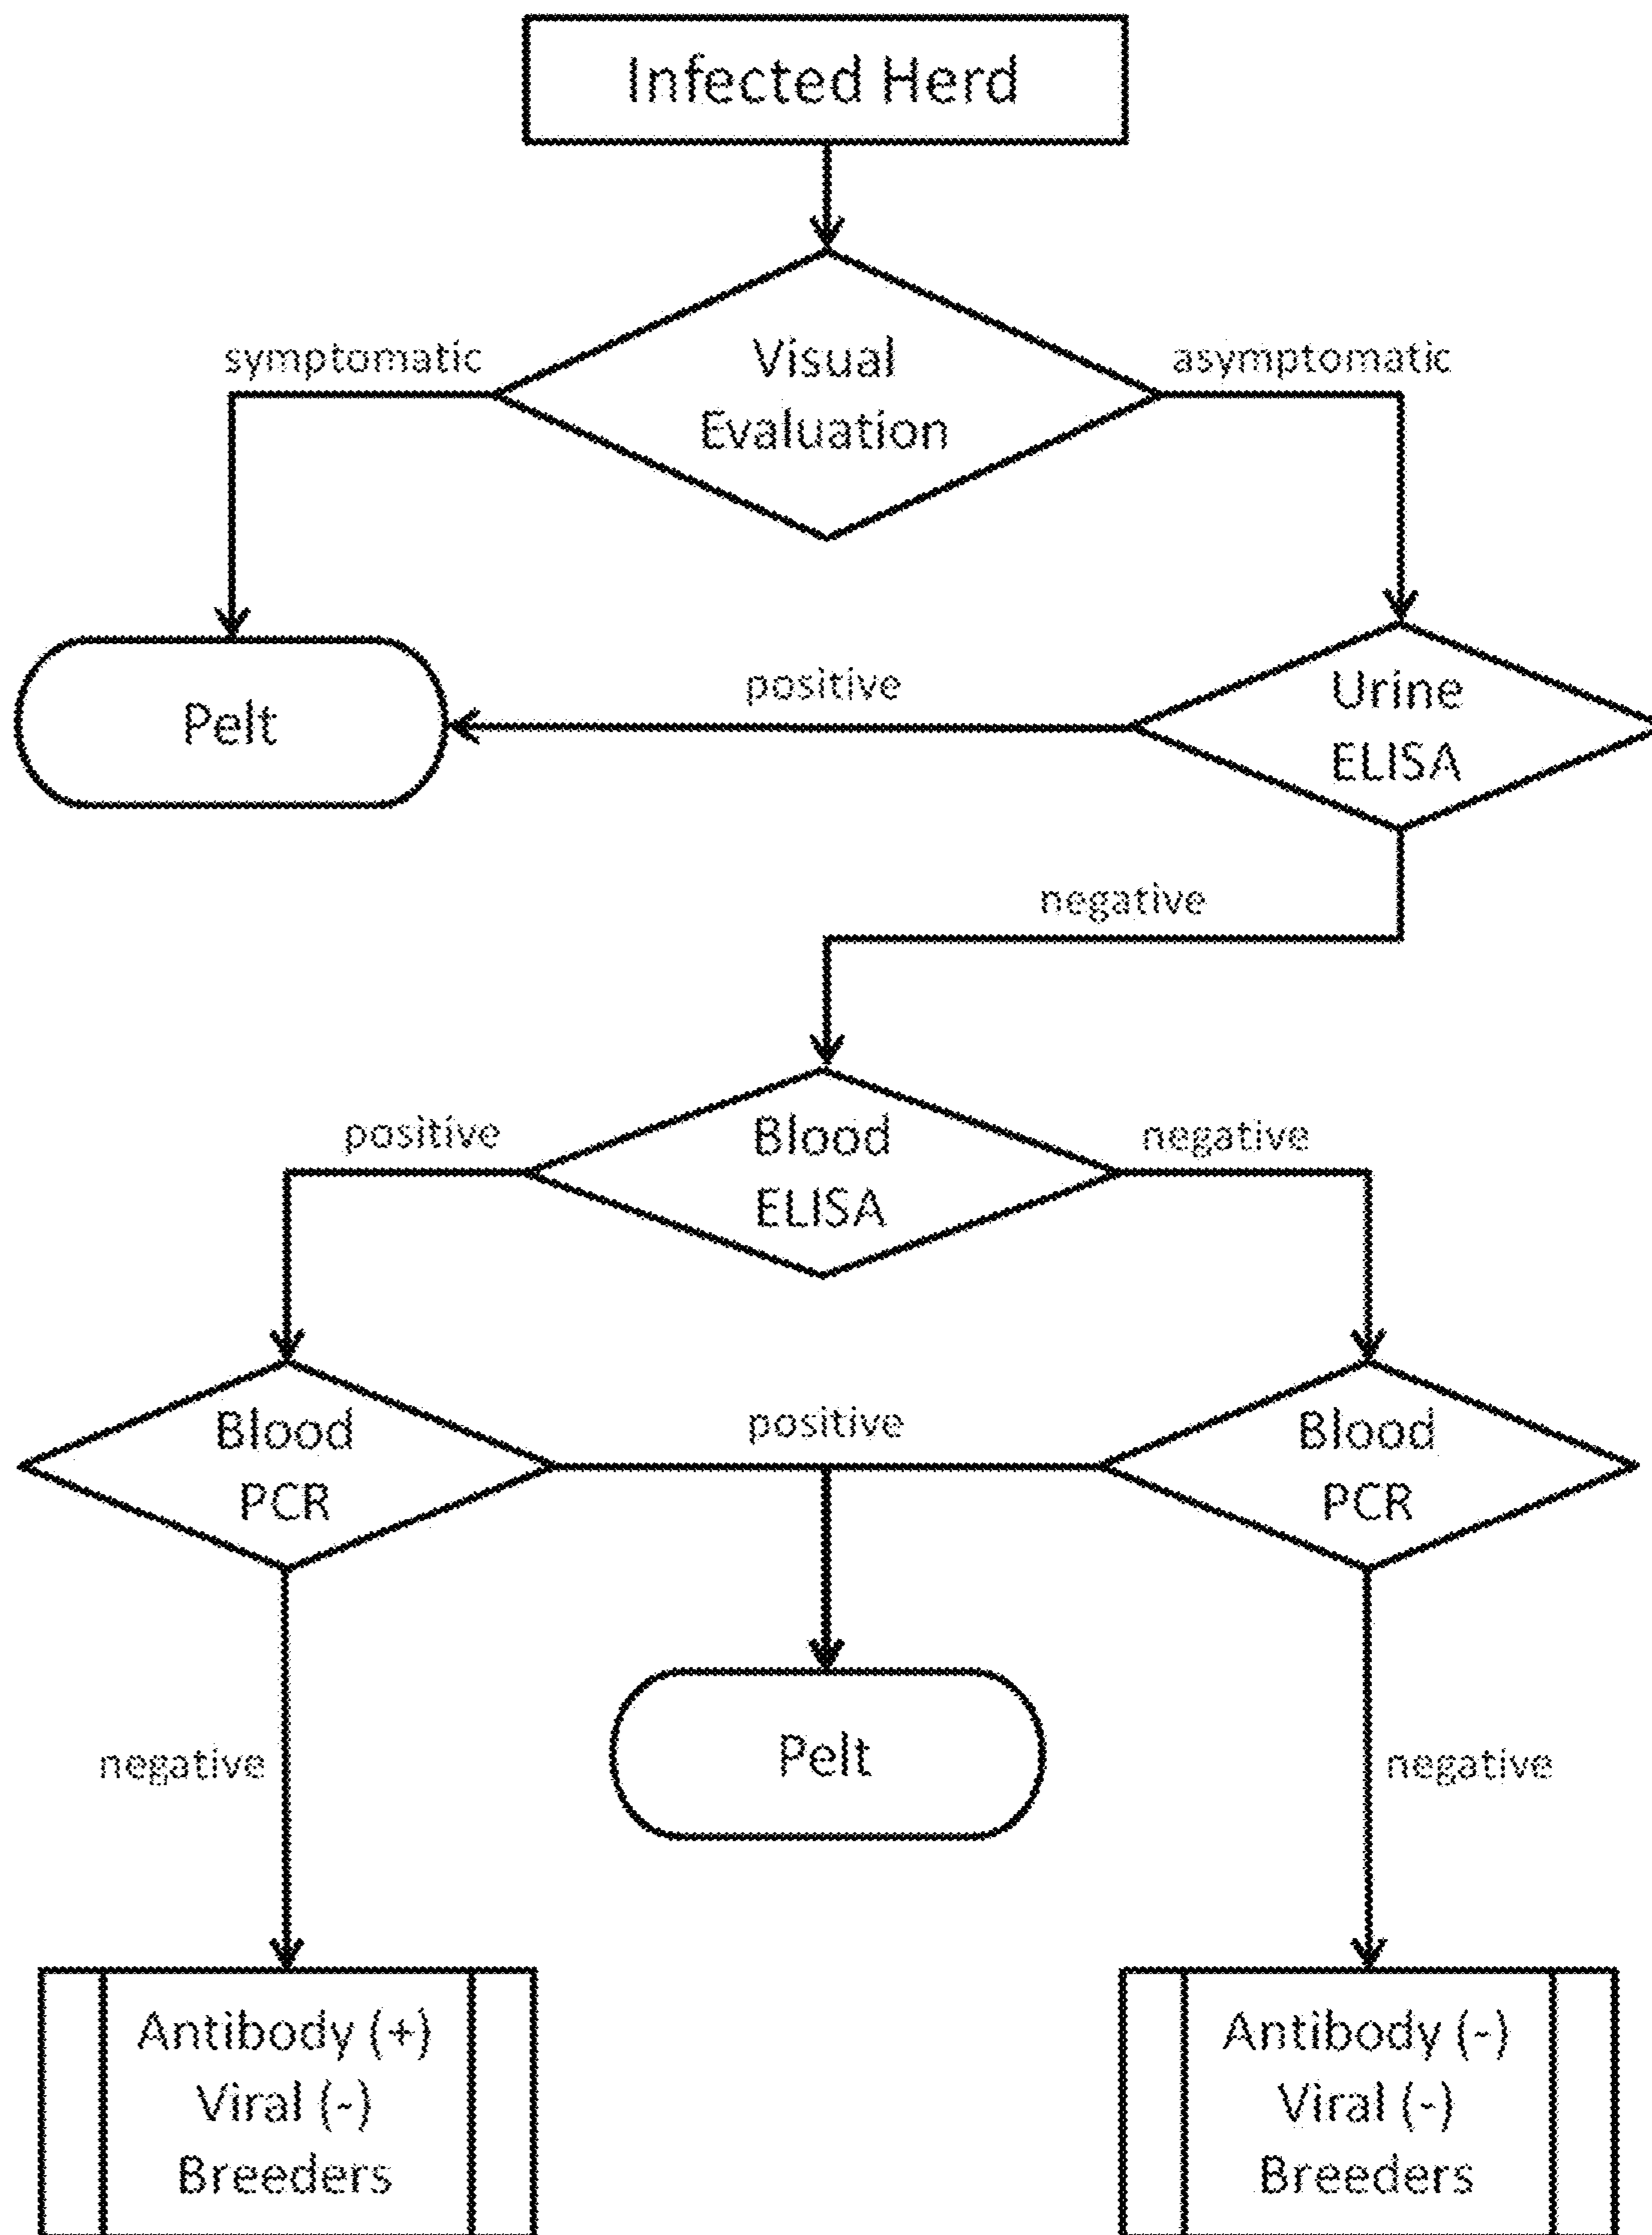 Infected Herd
symptomatic
Visual
Evaluation
asymptomatic
Pelt
positive
Urine
ELISA
negative
positive
Blood
ELISA
negative
Blood
PCR
positive
Blood
PCR
negative
Pelt
negative
Antibody (+)
Viral (-)
Breeders
Antibody (-)
Viral (-)
Breeders